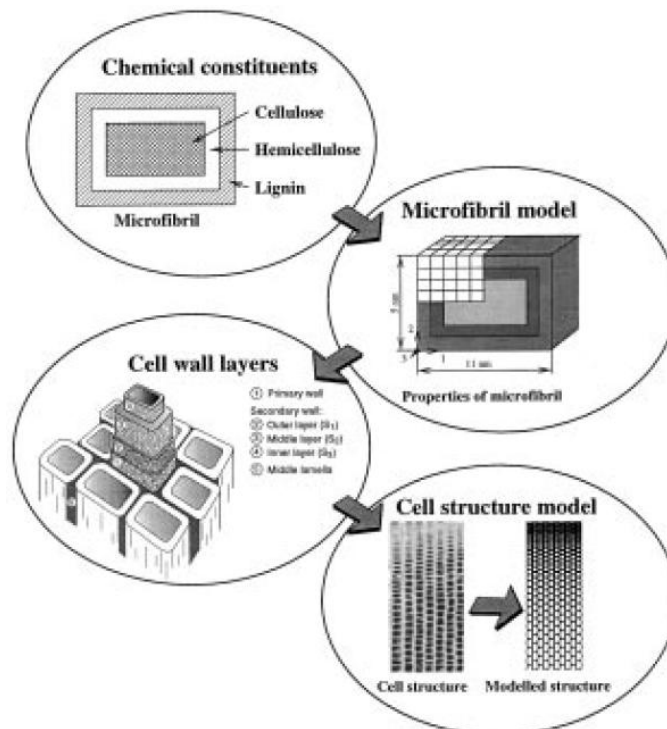 Chemical constituents
Cellulose
Hemicellulose
Lignin
Microfibril
Microfibril model
5 nm
2
3
1
11 nm
Properties of microfibril
Cell wall layers
① Primary wall
Secondary wall:
② Outer layer (S₁)
③ Middle layer (S₂)
④ Inner layer (S₃)
⑤ Middle lamella
Cell structure model
Cell structure
Modelled structure